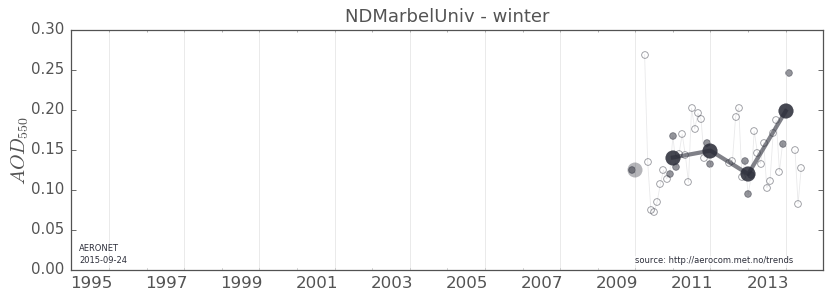 NDMarbelUniv - winter
0.30
0.25
0.20
0.15
0.10
0.05
0.00
AOD550
AERONET
2015-09-24
source: http://aerocom.met.no/trends
1995 1997 1999 2001 2003 2005 2007 2009 2011 2013